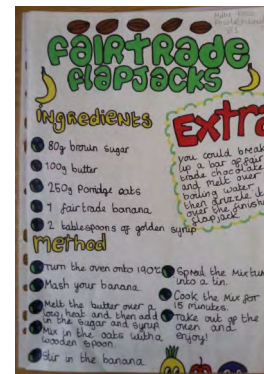 FAIRTRADE
FLAPJACKS
ingredients
80g brown sugar
100g butter
250g porridge oats
1 fairtrade banana
2 tablespoons of golden syrup
Extra
you could break
up a bar of fair
trade chocolate
and melt over
boiling water
then drizzle it
over the finish
flapjack
method
Turn the oven onto 190°C
Mash your banana
Melt the butter over a
low heat and then add
in the sugar and syrup
Mix in the oats with a
wooden spoon
Stir in the banana
Spread the mixture
into a tin.
Cook the mix for
15 minutes
Take out of the
oven and
enjoy!